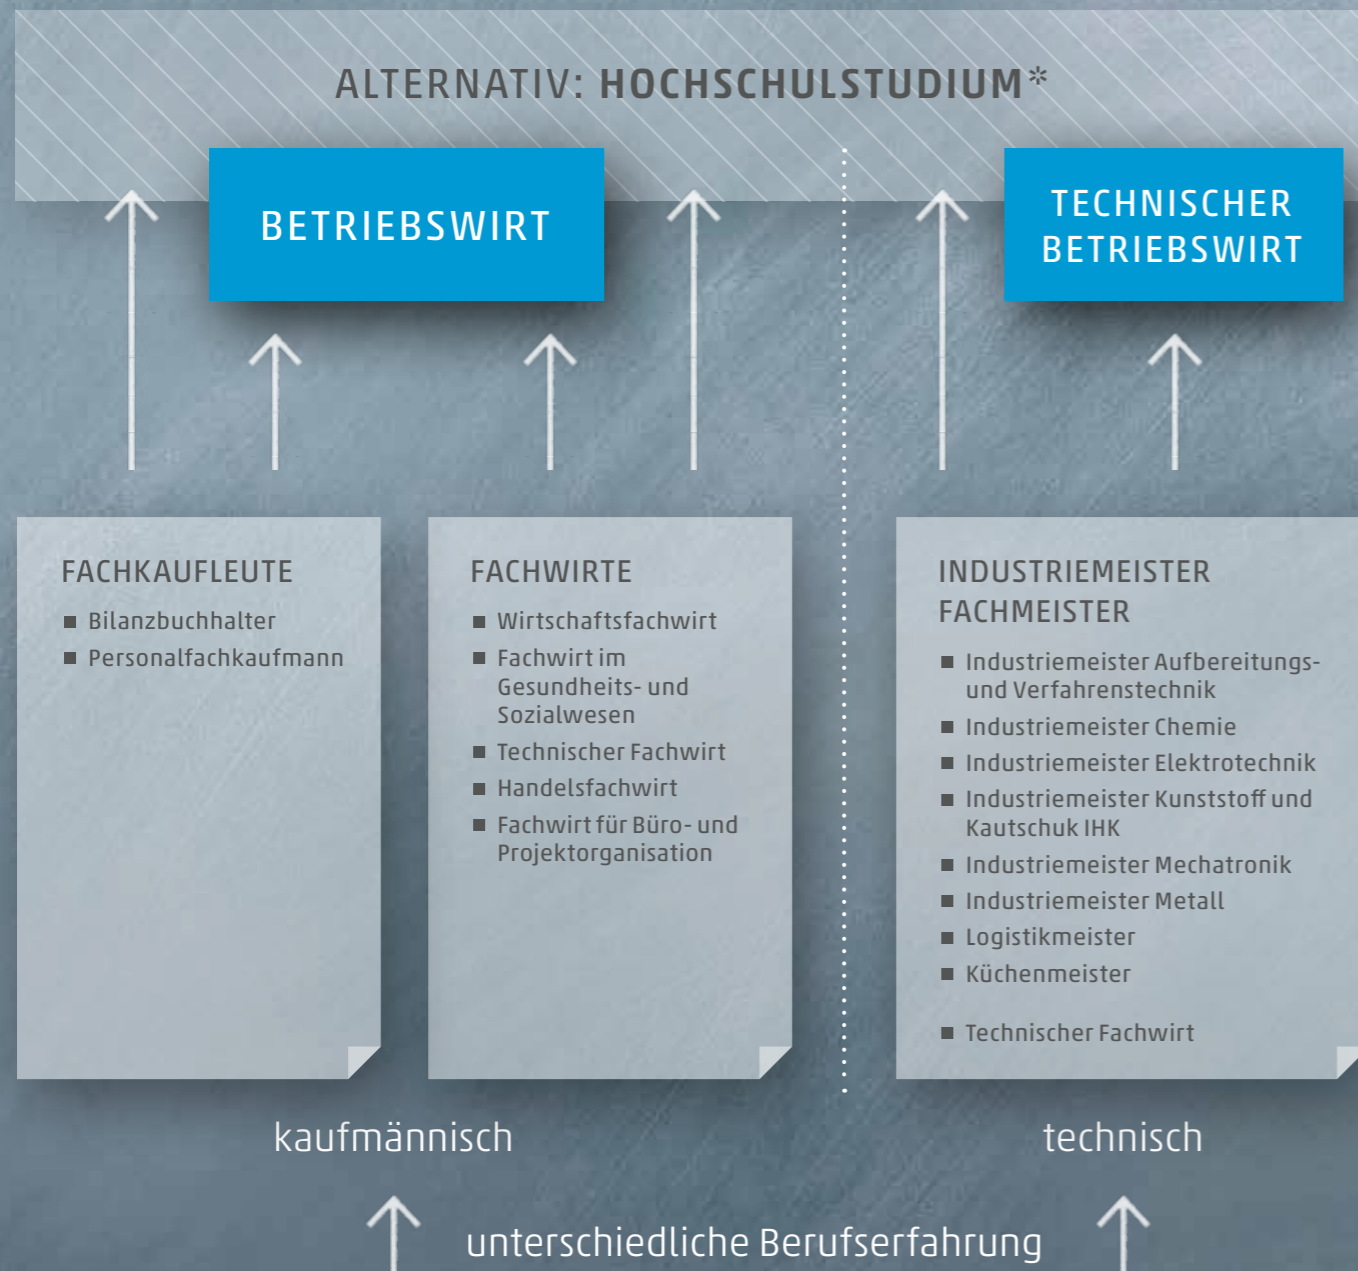 ALTERNATIV: HOCHSCHULSTUDIUM*
BETRIEBSWIRT
TECHNISCHER
BETRIEBSWIRT
FACHKAUFLEUTE
■ Bilanzbuchhalter
■ Personalfachkaufmann
FACHWIRTE
■ Wirtschaftsfachwirt
■ Fachwirt im
Gesundheits- und
Sozialwesen
■ Technischer Fachwirt
■ Handelsfachwirt
■ Fachwirt für Büro- und
Projektorganisation
INDUSTRIEMEISTER
FACHMEISTER
■ Industriemeister Aufbereitungs-
und Verfahrenstechnik
■ Industriemeister Chemie
■ Industriemeister Elektrotechnik
■ Industriemeister Kunststoff und
Kautschuk IHK
■ Industriemeister Mechatronik
■ Industriemeister Metall
■ Logistikmeister
■ Küchenmeister
■ Technischer Fachwirt
kaufmännisch
technisch
unterschiedliche Berufserfahrung